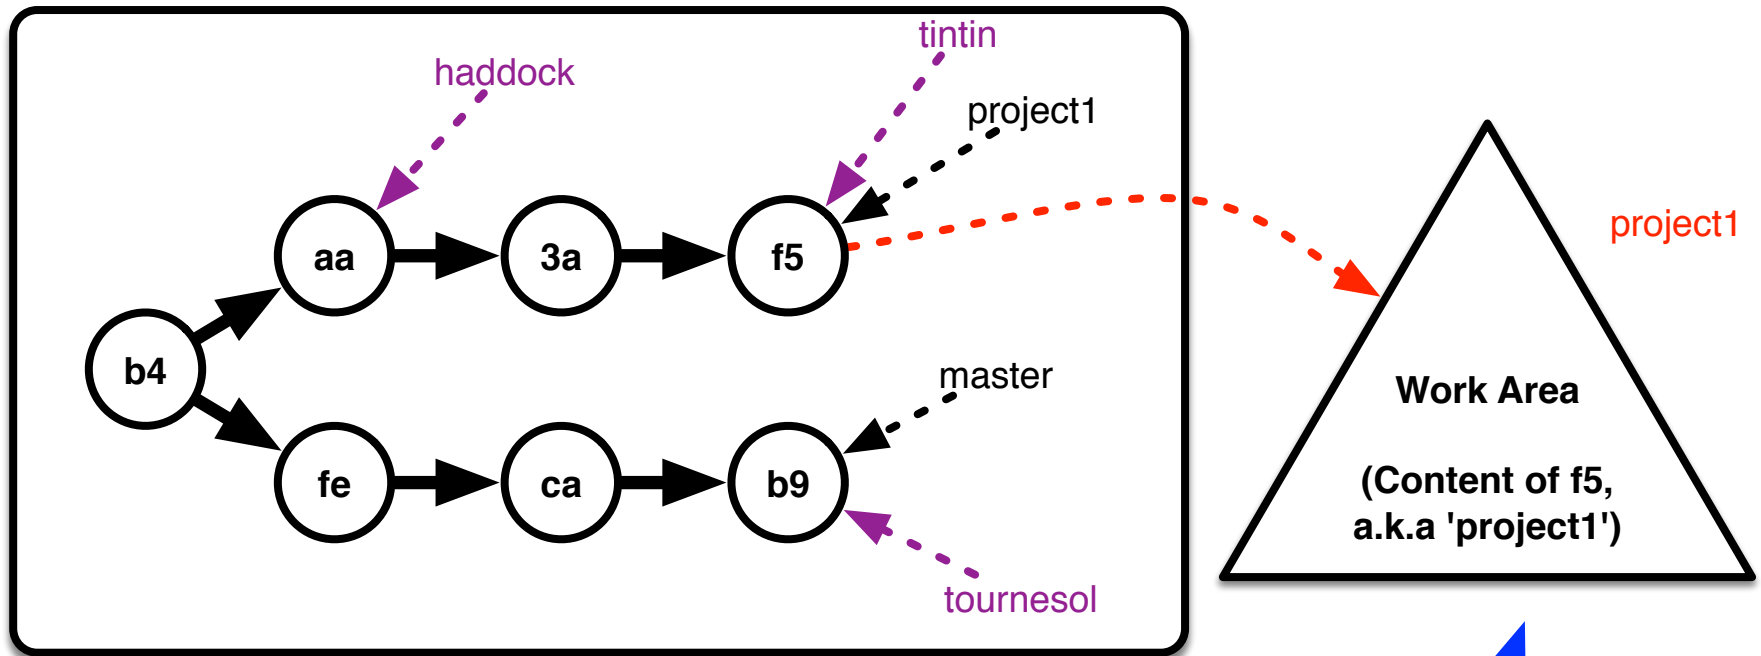 tintin
haddock
project1
project1
aa
3a
f5
b4
master
Work Area
fe
ca
b9
(Content of f5,
a.k.a 'project1')
tournesol